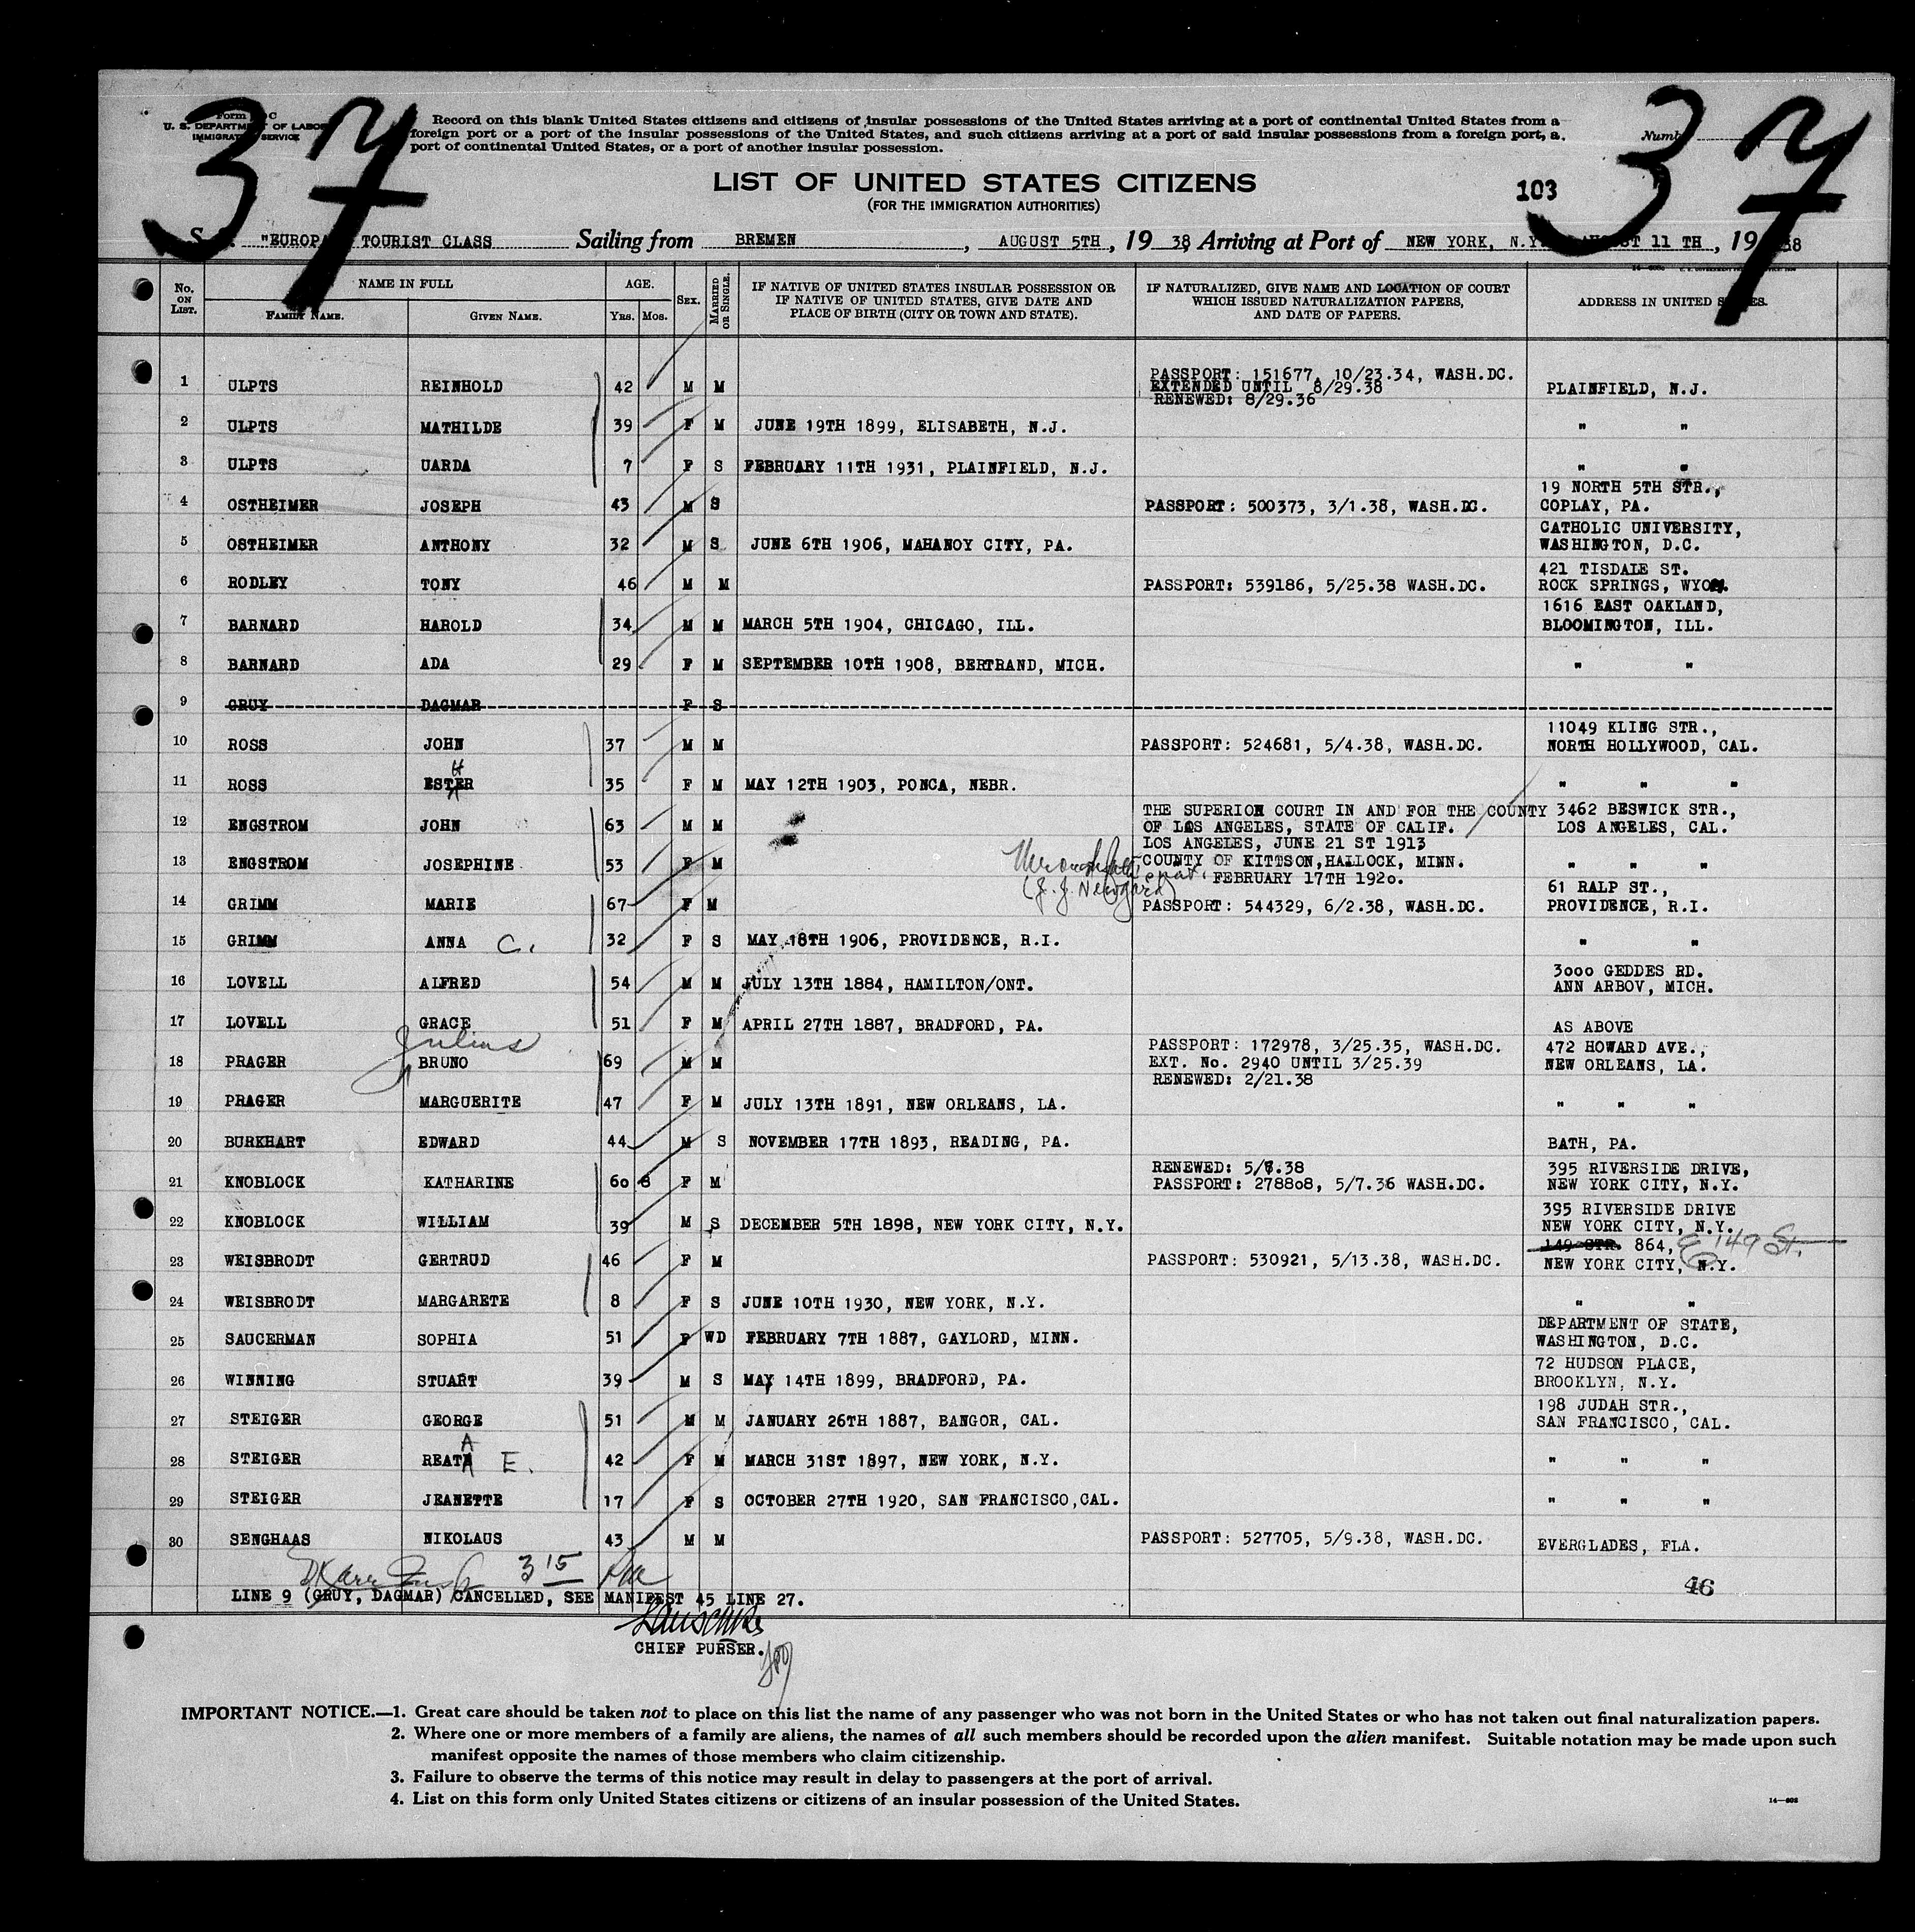 37 37
Form C
U. S. DEPARTMENT OF LABOR
IMMIGRATION SERVICE
Record on this blank United States citizens and citizens of insular possessions of the United States arriving at a port of continental United States from a
foreign port or a port of the insular possessions of the United States, and such citizens arriving at a port of said insular possessions from a foreign port, a
port of continental United States, or a port of another insular possession.
LIST OF UNITED STATES CITIZENS
(FOR THE IMMIGRATION AUTHORITIES)
103
"EUROPA TOURIST CLASS Sailing from BREMEN, AUGUST 5TH, 19 38, Arriving at Port of NEW YORK, N.Y. AUGUST 11 TH, 19 38
No. ON LIST. NAME IN FULL FAMILY NAME. GIVEN NAME. AGE. YRS. MOS. SEX. MARRIED OR SINGLE. IF NATIVE OF UNITED STATES INSULAR POSSESSION OR IF NATIVE OF UNITED STATES, GIVE DATE AND PLACE OF BIRTH (CITY OR TOWN AND STATE). IF NATURALIZED, GIVE NAME AND LOCATION OF COURT WHICH ISSUED NATURALIZATION PAPERS, AND DATE OF PAPERS. ADDRESS IN UNITED STATES.
1 ULPTS REINHOLD 42 M M PASSPORT: 151677, 10/23.34, WASH.DC. EXTENDED UNTIL 8/29.38 RENEWED: 8/29.36 PLAINFIELD, N.J.
2 ULPTS MATHILDE 39 F M JUNE 19TH 1899, ELISABETH, N.J. " "
3 ULPTS UARDA 7 F S FEBRUARY 11TH 1931, PLAINFIELD, N.J. " "
4 OSTHEIMER JOSEPH 43 M S PASSPORT: 500373, 3/1.38, WASH.DC. 19 NORTH 5TH STR., COPLAY, PA.
5 OSTHEIMER ANTHONY 32 M S JUNE 6TH 1906, MAHANOY CITY, PA. CATHOLIC UNIVERSITY, WASHINGTON, D.C.
6 RODLEY TONY 46 M M PASSPORT: 539186, 5/25.38 WASH.DC. 421 TISDALE ST. ROCK SPRINGS, WYO.
7 BARNARD HAROLD 34 M M MARCH 5TH 1904, CHICAGO, ILL. 1616 EAST OAKLAND, BLOOMINGTON, ILL.
8 BARNARD ADA 29 F M SEPTEMBER 10TH 1908, BERTRAND, MICH. " "
9 GRUY DAGMAR F S
10 ROSS JOHN 37 M M PASSPORT: 524681, 5/4.38, WASH.DC. 11049 KLING STR., NORTH HOLLYWOOD, CAL.
11 ROSS ESTHER 35 F M MAY 12TH 1903, PONCA, NEBR. " " "
12 ENGSTROM JOHN 63 M M THE SUPERIOR COURT IN AND FOR THE COUNTY OF LOS ANGELES, STATE OF CALIF. LOS ANGELES, JUNE 21 ST 1913 3462 BESWICK STR., LOS ANGELES, CAL.
13 ENGSTROM JOSEPHINE 53 F M (J. J. Newgard) COUNTY OF KITTSON, HALLOCK, MINN. FEBRUARY 17TH 1920. " " "
14 GRIMM MARIE 67 F M PASSPORT: 544329, 6/2.38, WASH.DC. 61 RALP ST., PROVIDENCE, R.I.
15 GRIMM ANNA C. 32 F S MAY 18TH 1906, PROVIDENCE, R.I. " "
16 LOVELL ALFRED 54 M M JULY 13TH 1884, HAMILTON/ONT. 3000 GEDDES RD. ANN ARBOV, MICH.
17 LOVELL GRACE 51 F M APRIL 27TH 1887, BRADFORD, PA. AS ABOVE
18 PRAGER Julius BRUNO 69 M M PASSPORT: 172978, 3/25.35, WASH.DC. EXT. No. 2940 UNTIL 3/25.39 RENEWED: 2/21.38 472 HOWARD AVE., NEW ORLEANS, LA.
19 PRAGER MARGUERITE 47 F M JULY 13TH 1891, NEW ORLEANS, LA. " " "
20 BURKHART EDWARD 44 M S NOVEMBER 17TH 1893, READING, PA. BATH, PA.
21 KNOBLOCK KATHARINE 60 8 F M RENEWED: 5/7.38 PASSPORT: 278808, 5/7.36 WASH.DC. 395 RIVERSIDE DRIVE, NEW YORK CITY, N.Y.
22 KNOBLOCK WILLIAM 39 M S DECEMBER 5TH 1898, NEW YORK CITY, N.Y. 395 RIVERSIDE DRIVE NEW YORK CITY, N.Y.
23 WEISBRODT GERTRUD 46 F M PASSPORT: 530921, 5/13.38, WASH.DC. 149 STR. 864, E 149 St. NEW YORK CITY, N.Y.
24 WEISBRODT MARGARETE 8 F S JUNE 10TH 1930, NEW YORK, N.Y. " "
25 SAUCERMAN SOPHIA 51 F WD FEBRUARY 7TH 1887, GAYLORD, MINN. DEPARTMENT OF STATE, WASHINGTON, D.C.
26 WINNING STUART 39 M S MAY 14TH 1899, BRADFORD, PA. 72 HUDSON PLACE, BROOKLYN, N.Y.
27 STEIGER GEORGE 51 M M JANUARY 26TH 1887, BANGOR, CAL. 198 JUDAH STR., SAN FRANCISCO, CAL.
28 STEIGER REATA E. 42 F M MARCH 31ST 1897, NEW YORK, N.Y. " " "
29 STEIGER JEANETTE 17 F S OCTOBER 27TH 1920, SAN FRANCISCO, CAL. " " "
30 SENGHAAS NIKOLAUS 43 M M PASSPORT: 527705, 5/9.38, WASH.DC. EVERGLADES, FLA.
315
LINE 9 (GRUY, DAGMAR) CANCELLED, SEE MANIFEST 45 LINE 27.
46
CHIEF PURSER.
IMPORTANT NOTICE.—1. Great care should be taken not to place on this list the name of any passenger who was not born in the United States or who has not taken out final naturalization papers.
2. Where one or more members of a family are aliens, the names of all such members should be recorded upon the alien manifest. Suitable notation may be made upon such
manifest opposite the names of those members who claim citizenship.
3. Failure to observe the terms of this notice may result in delay to passengers at the port of arrival.
4. List on this form only United States citizens or citizens of an insular possession of the United States.